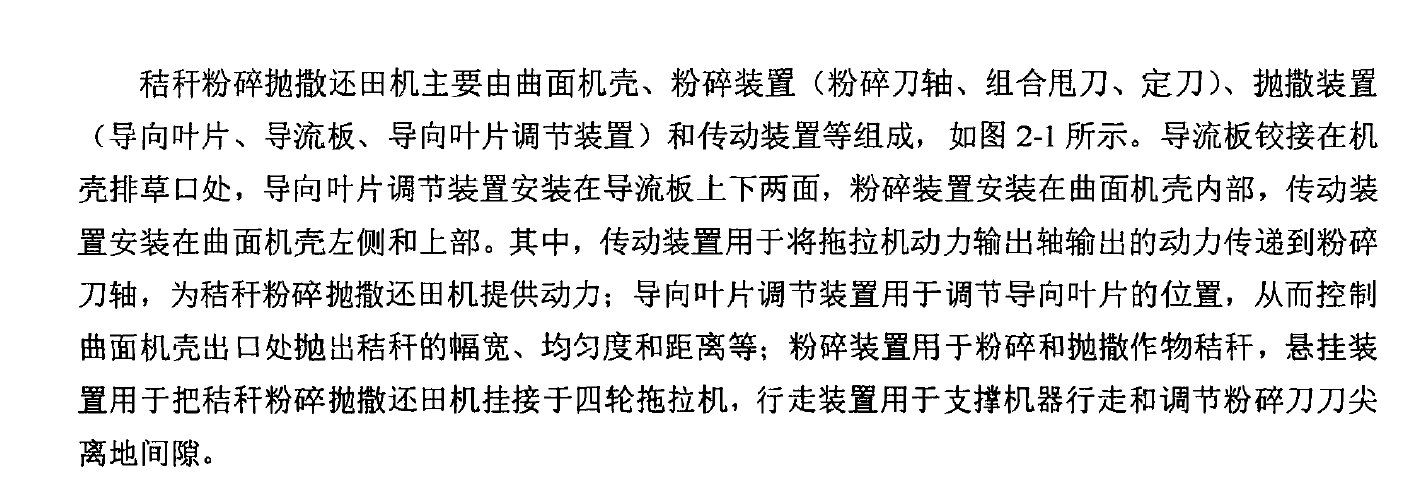 秸秆粉碎抛撒还田机主要由曲面机壳、粉碎装置（粉碎刀轴、组合甩刀、定刀）、抛撒装置
（导向叶片、导流板、导向叶片调节装置）和传动装置等组成，如图 2-1 所示。导流板铰接在机
壳排草口处，导向叶片调节装置安装在导流板上下两面，粉碎装置安装在曲面机壳内部，传动装
置安装在曲面机壳左侧和上部。其中，传动装置用于将拖拉机动力输出轴输出的动力传递到粉碎
刀轴，为秸秆粉碎抛撒还田机提供动力；导向叶片调节装置用于调节导向叶片的位置，从而控制
曲面机壳出口处抛出秸秆的幅宽、均匀度和距离等；粉碎装置用于粉碎和抛撒作物秸秆，悬挂装
置用于把秸秆粉碎抛撒还田机挂接于四轮拖拉机，行走装置用于支撑机器行走和调节粉碎刀刀尖
离地间隙。